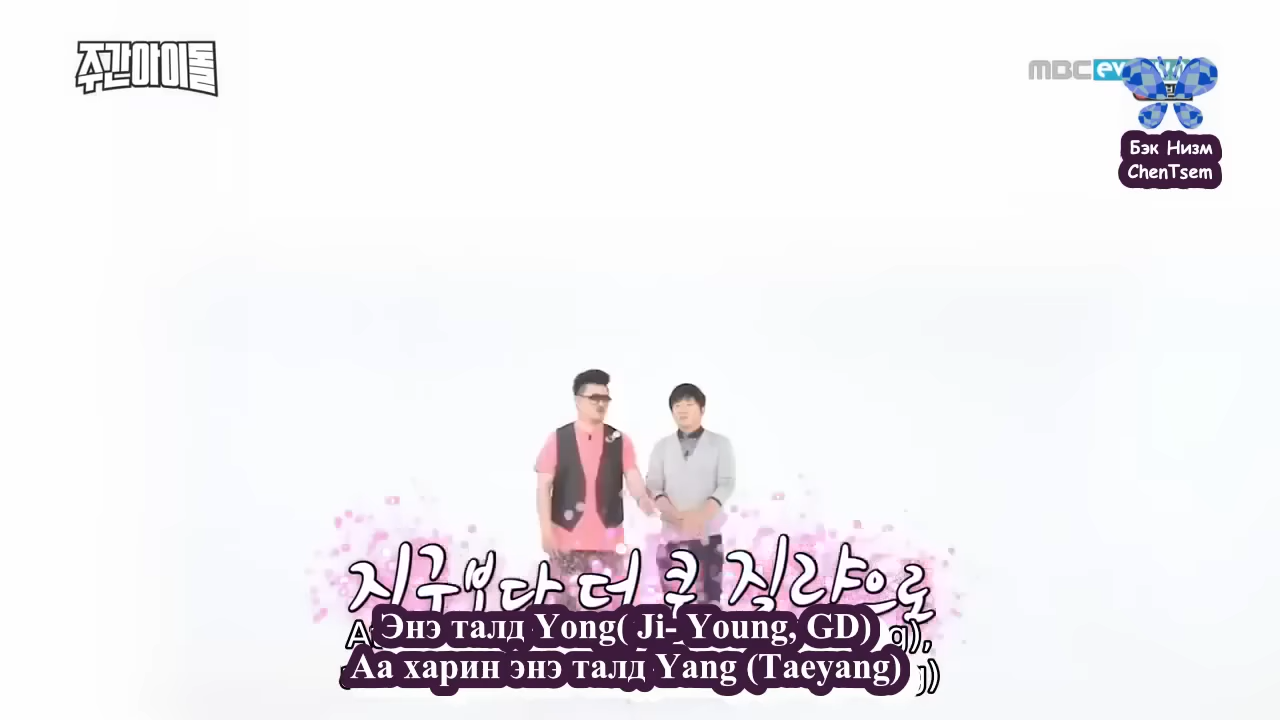 주간아이돌
MBC
Бэк Низм
ChenTsem
지구보다 더 큰 질량으로
Энэ талд Yong( Ji- Young, GD)
Аа харин энэ талд Yang (Taeyang)